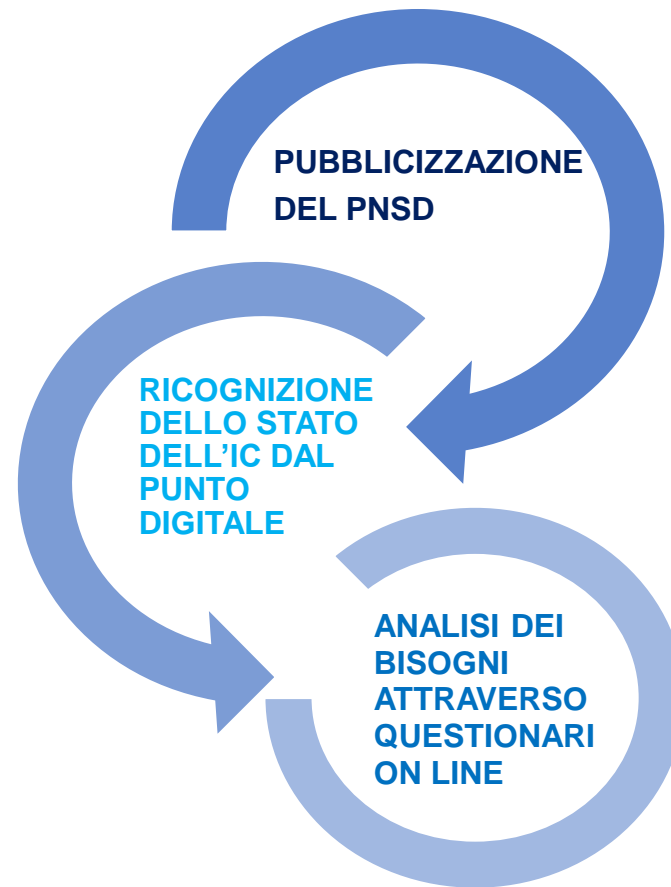 PUBBLICIZZAZIONE
DEL PNSD
RICOGNIZIONE
DELLO STATO
DELL’IC DAL
PUNTO
DIGITALE
ANALISI DEI
BISOGNI
ATTRAVERSO
QUESTIONARI
ON LINE